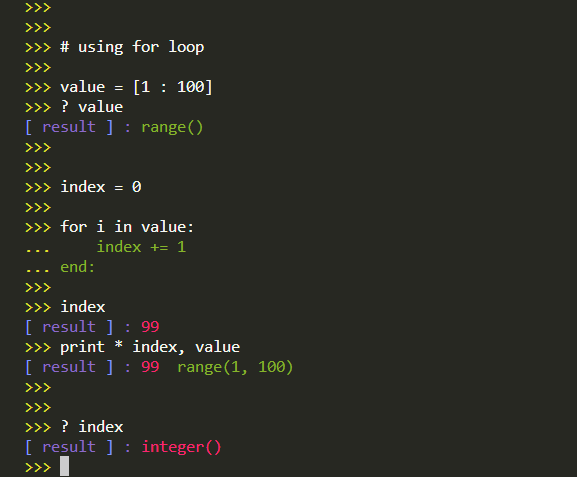 >>>
>>>
>>> # using for loop
>>>
>>> value = [1 : 100]
>>> ? value
[ result ] : range()
>>>
>>>
>>> index = 0
>>>
>>> for i in value:
...     index += 1
... end:
>>>
>>> index
[ result ] : 99
>>> print * index, value
[ result ] : 99  range(1, 100)
>>>
>>>
>>> ? index
[ result ] : integer()
>>>